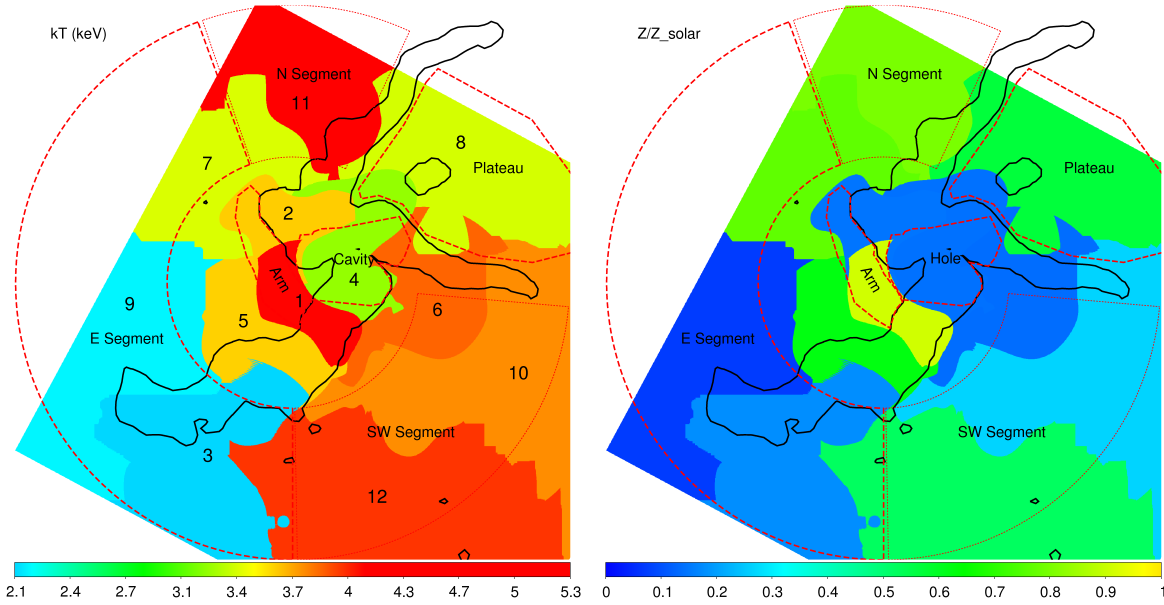 kT (keV)
N Segment
11
7
8
Plateau
2
Cavity
Arm
4
1
9
5
6
E Segment
10
SW Segment
3
12
2.1 2.4 2.7 3.1 3.4 3.7 4 4.3 4.7 5 5.3
Z/Z_solar
N Segment
Plateau
Hole
Arm
E Segment
SW Segment
0 0.1 0.2 0.3 0.4 0.5 0.6 0.7 0.8 0.9 1